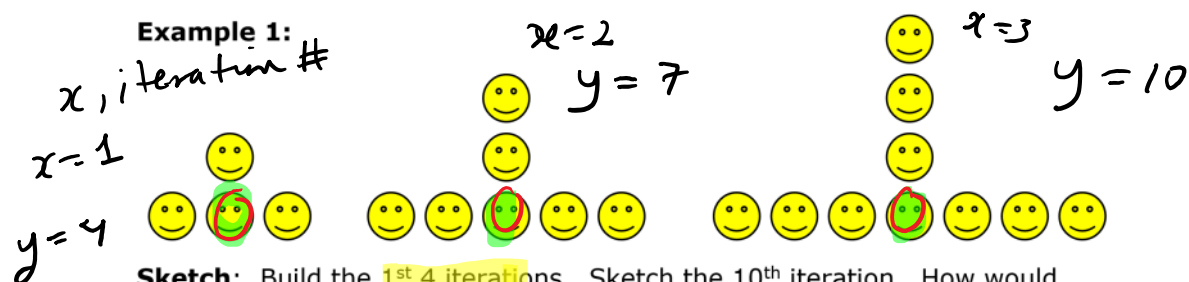 Example 1:
x, iteration #
x=1
y=4
x=2
y=7
x=3
y=10
Sketch: Build the 1st 4 iterations. Sketch the 10th iteration. How would